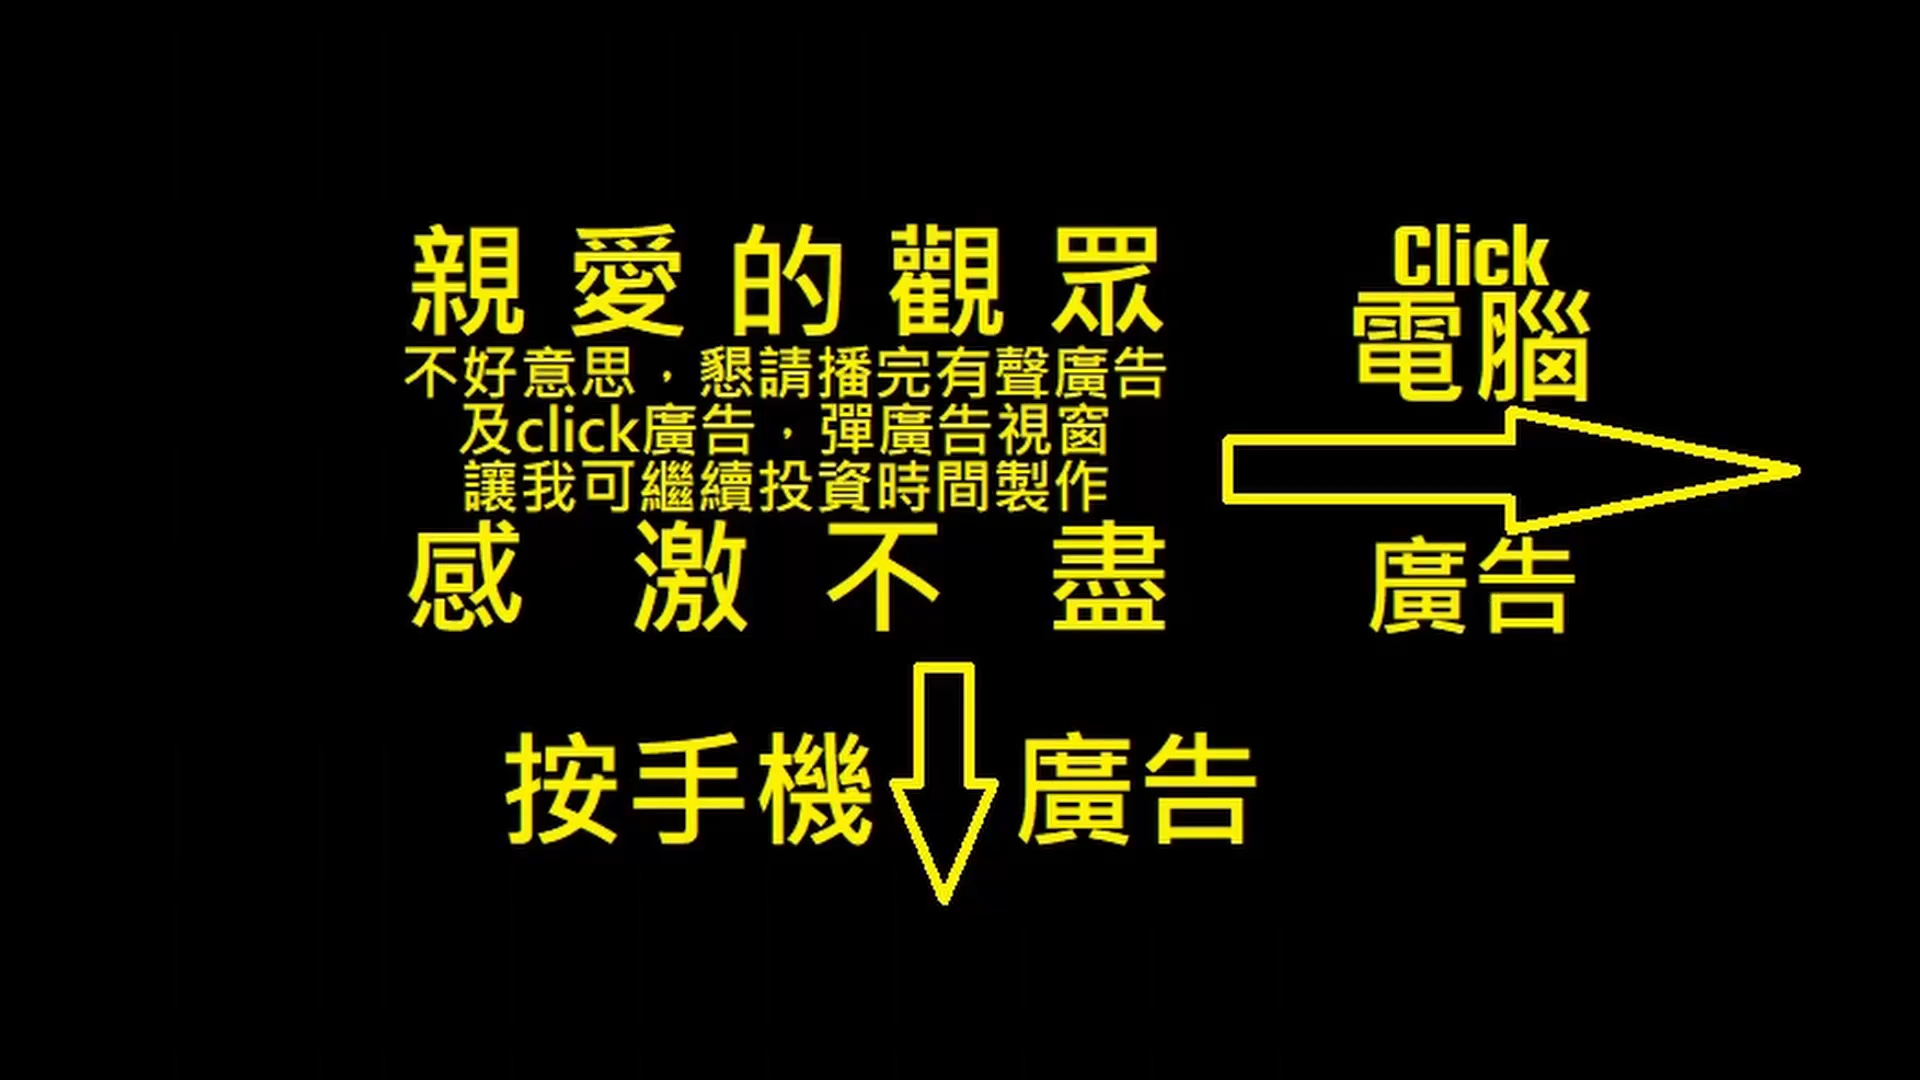 親愛的觀眾
不好意思，懇請播完有聲廣告
及click廣告，彈廣告視窗
讓我可繼續投資時間製作
感激不盡
Click
電腦
廣告
按手機廣告